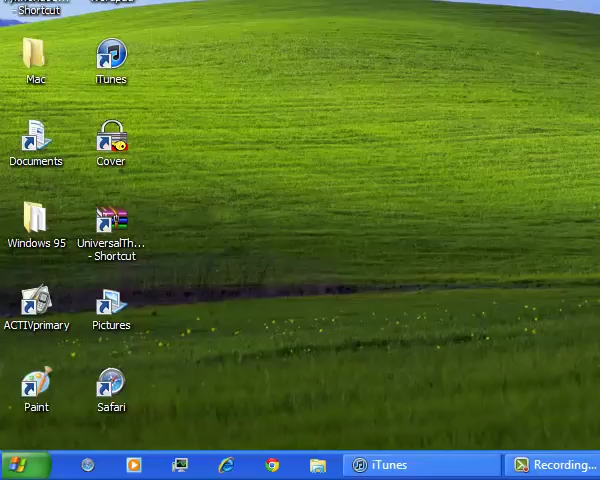 - Shortcut
Mac
iTunes
Documents
Cover
Windows 95
UniversalTh...
- Shortcut
ACTIVprimary
Pictures
Paint
Safari
iTunes
Recording...